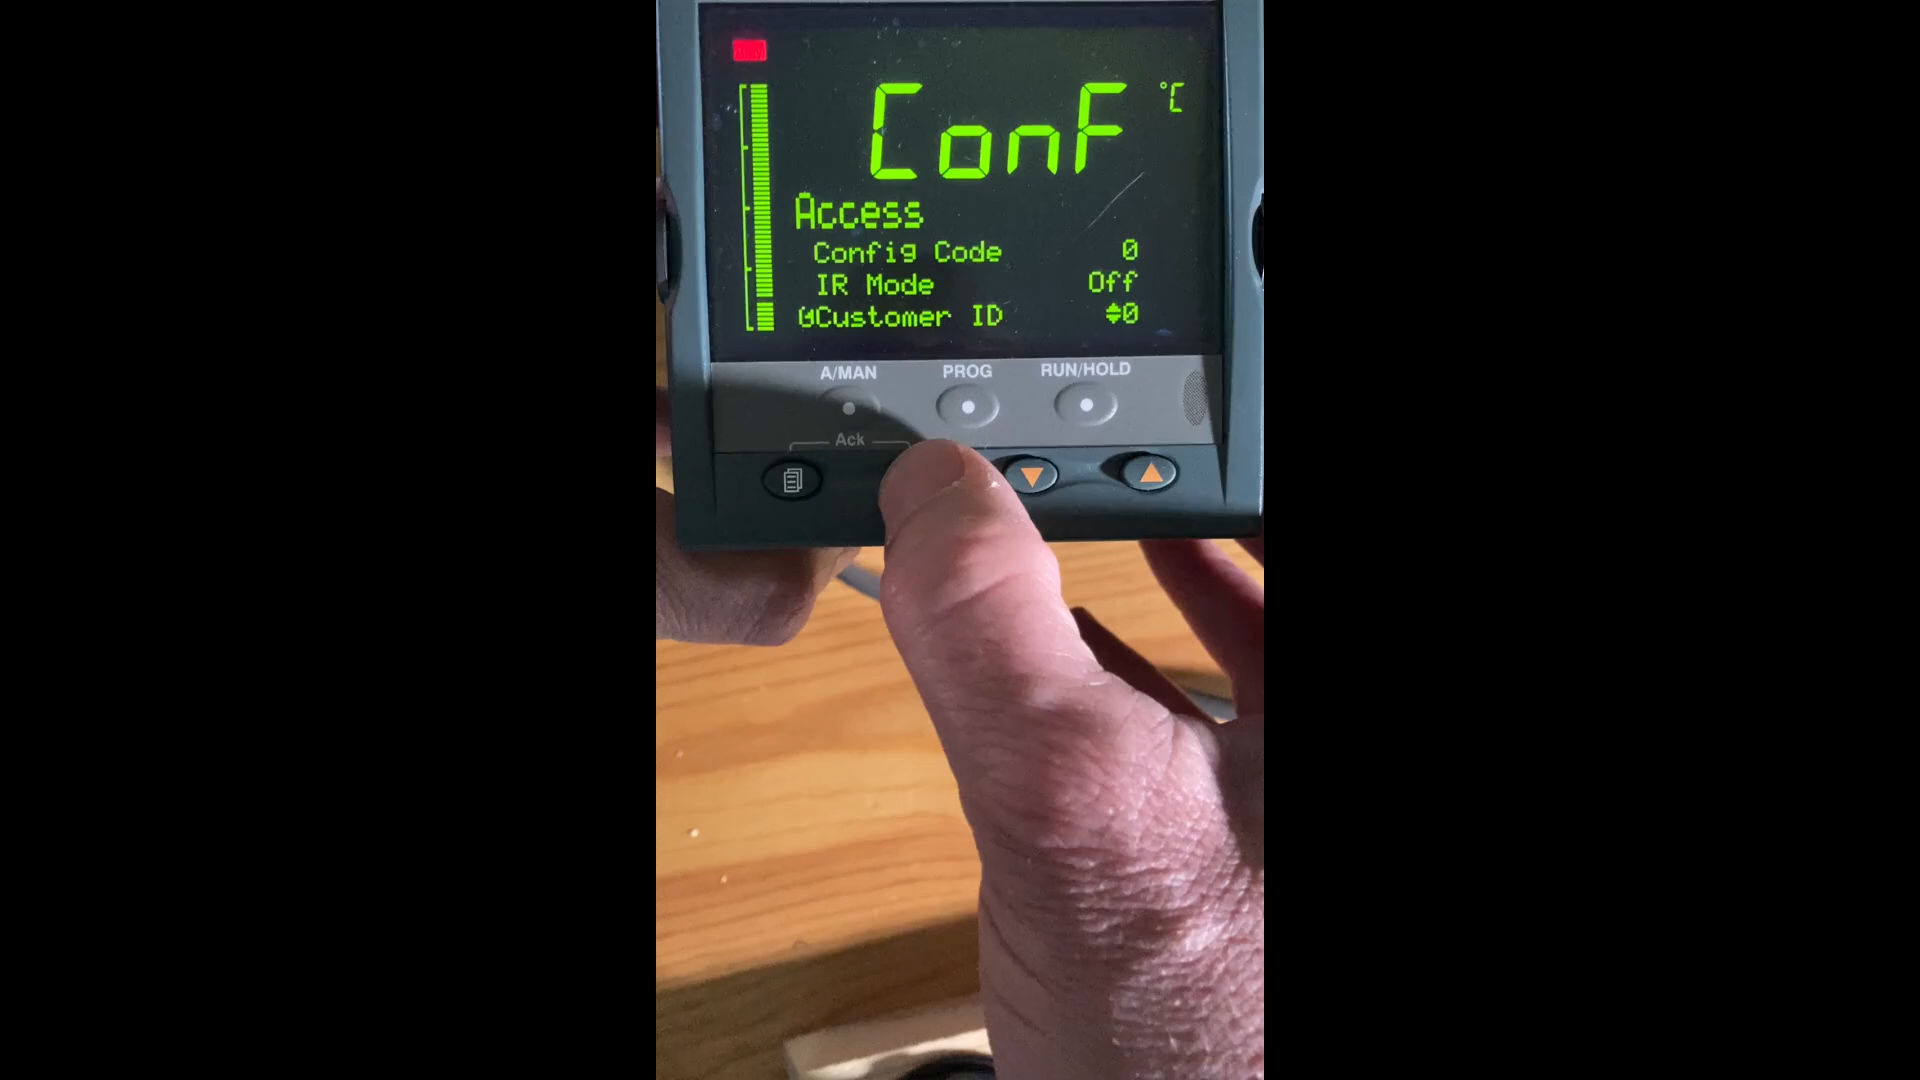 ConF °C
Access
Config Code 0
IR Mode Off
Customer ID 0
A/MAN PROG RUN/HOLD
Ack